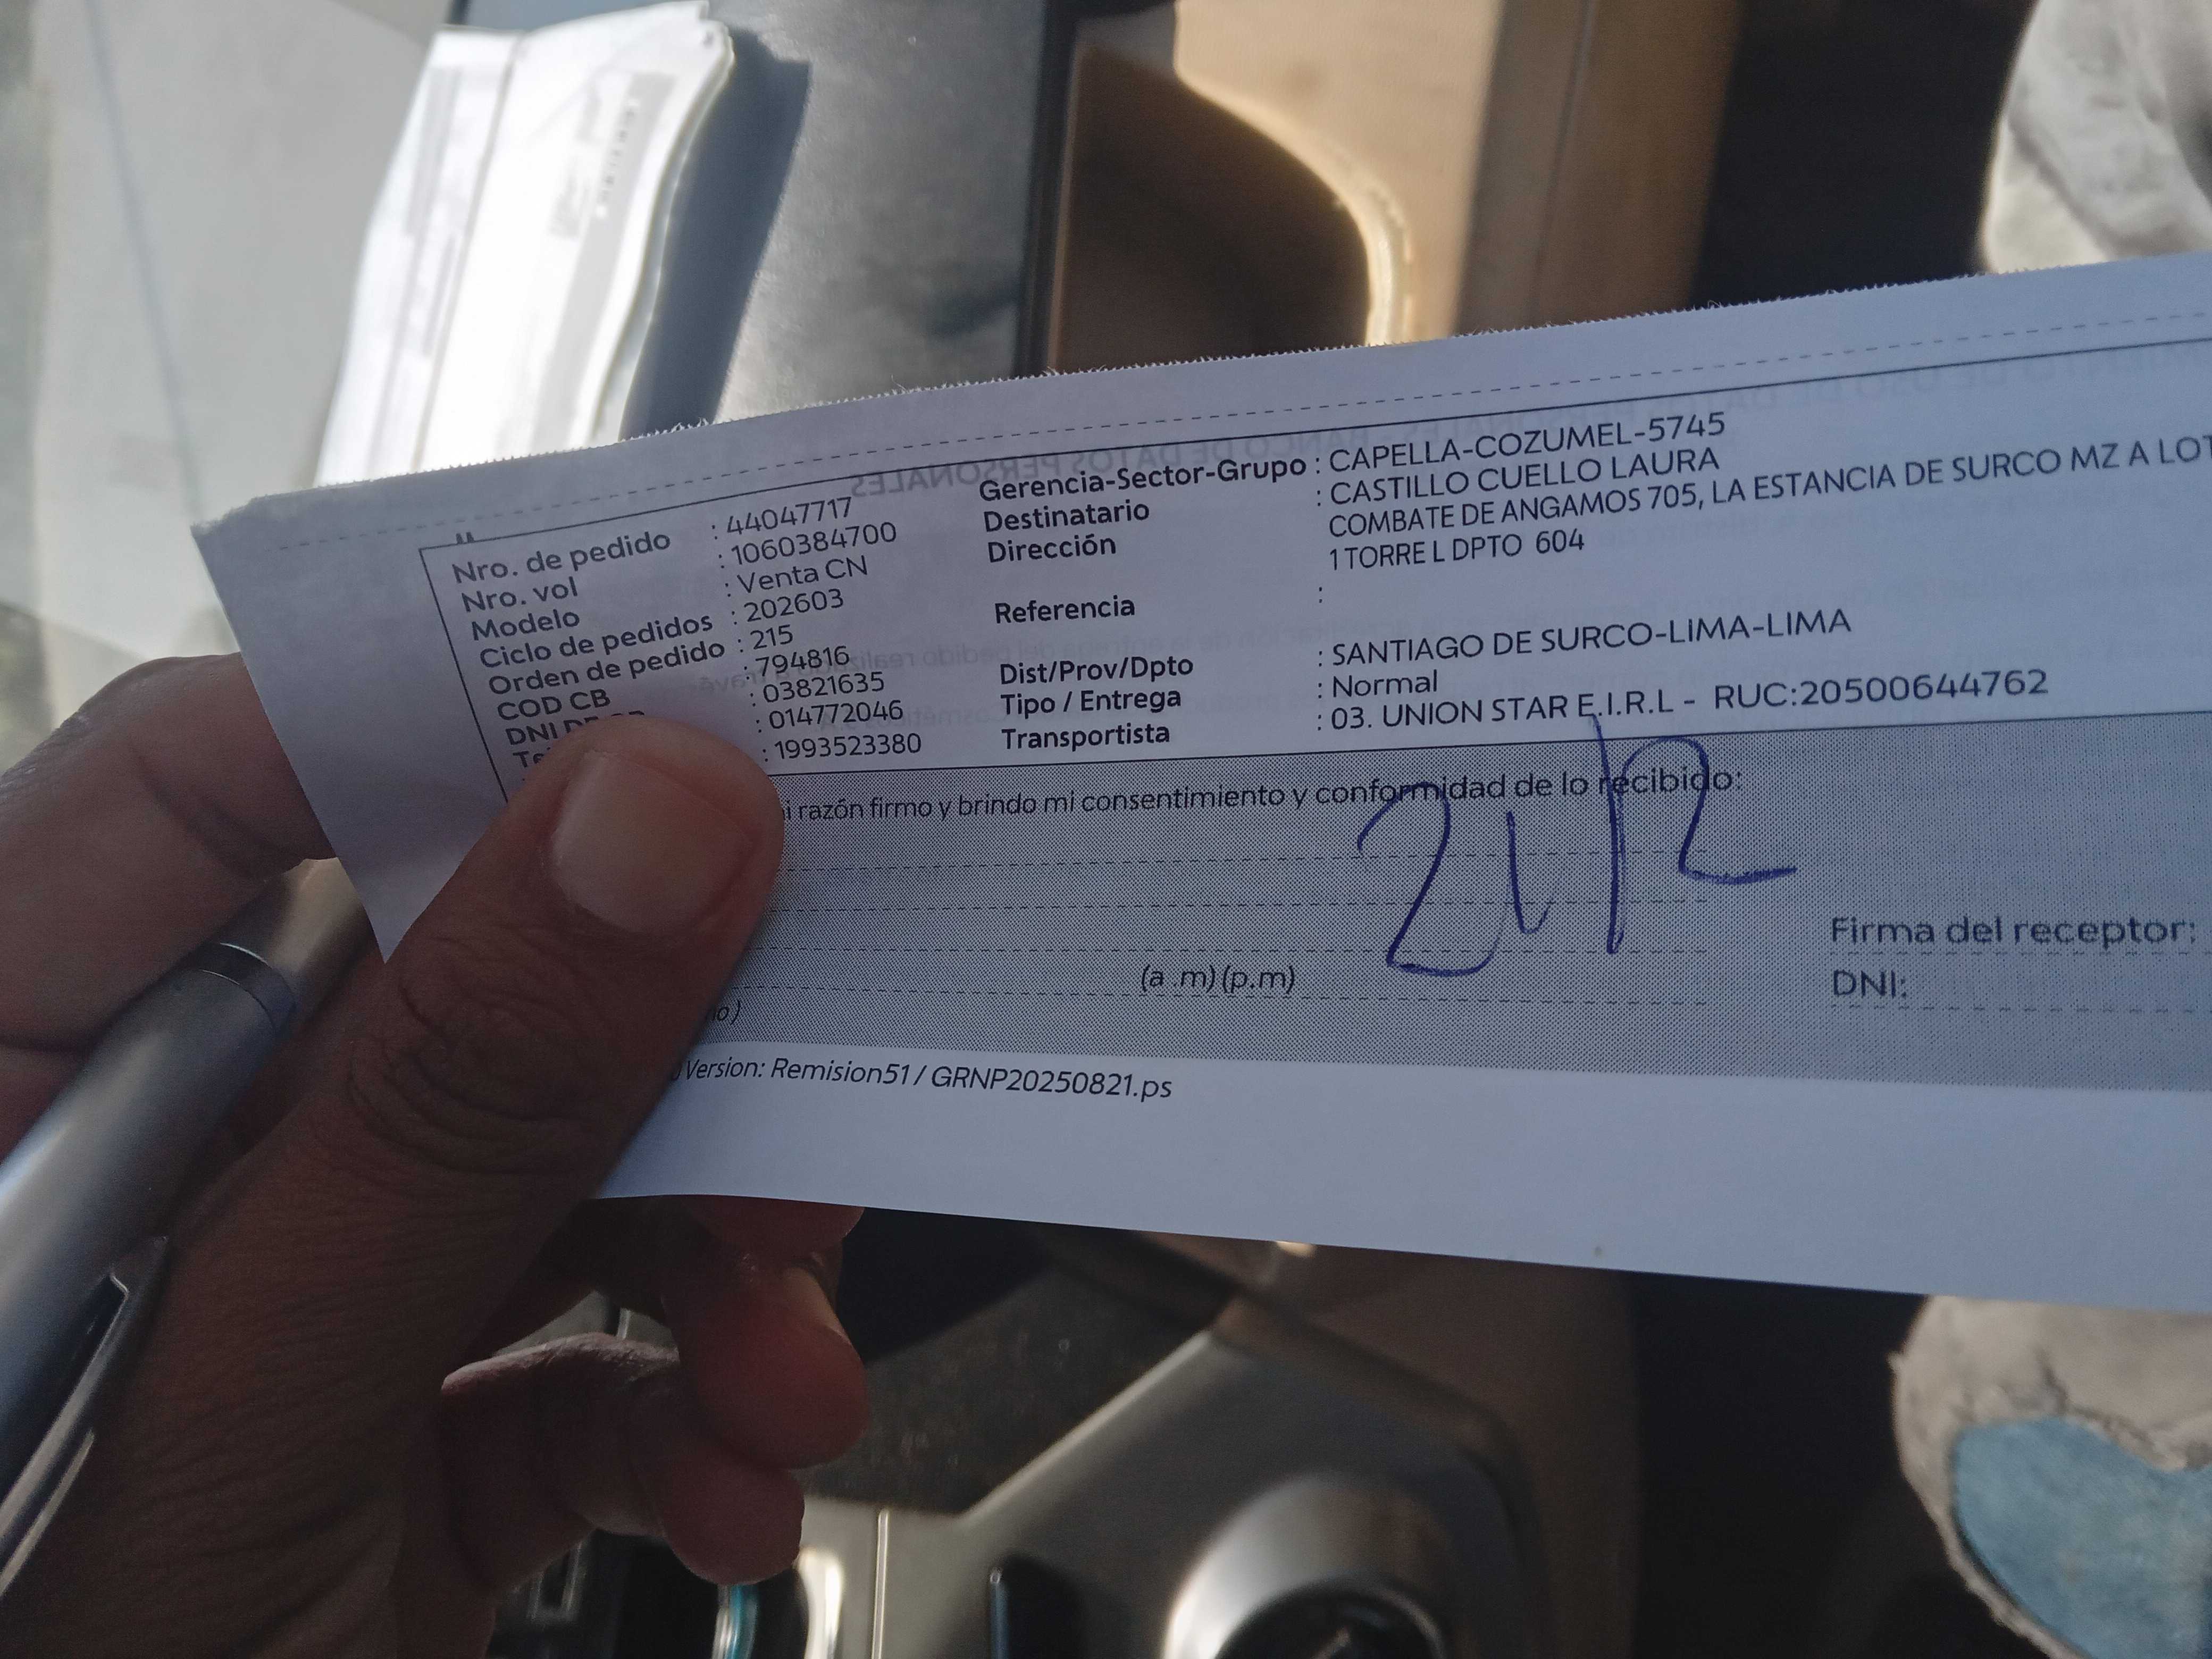 Nro. de pedido : 44047717
Nro. vol : 1060384700
Modelo : Venta CN
Ciclo de pedidos : 202603
Orden de pedido : 215
COD CB : 794816
DNI : 03821635
: 014772046
: 1993523380
Gerencia-Sector-Grupo : CAPELLA-COZUMEL-5745
Destinatario : CASTILLO CUELLO LAURA
Dirección COMBATE DE ANGAMOS 705, LA ESTANCIA DE SURCO MZ A LOT
1 TORRE L DPTO 604
Referencia :
Dist/Prov/Dpto : SANTIAGO DE SURCO-LIMA-LIMA
Tipo / Entrega : Normal
Transportista : 03. UNION STAR E.I.R.L - RUC:20500644762
razón firmo y brindo mi consentimiento y conformidad de lo recibido:
(a .m) (p.m)
Firma del receptor:
DNI:
Version: Remision51 / GRNP20250821.ps